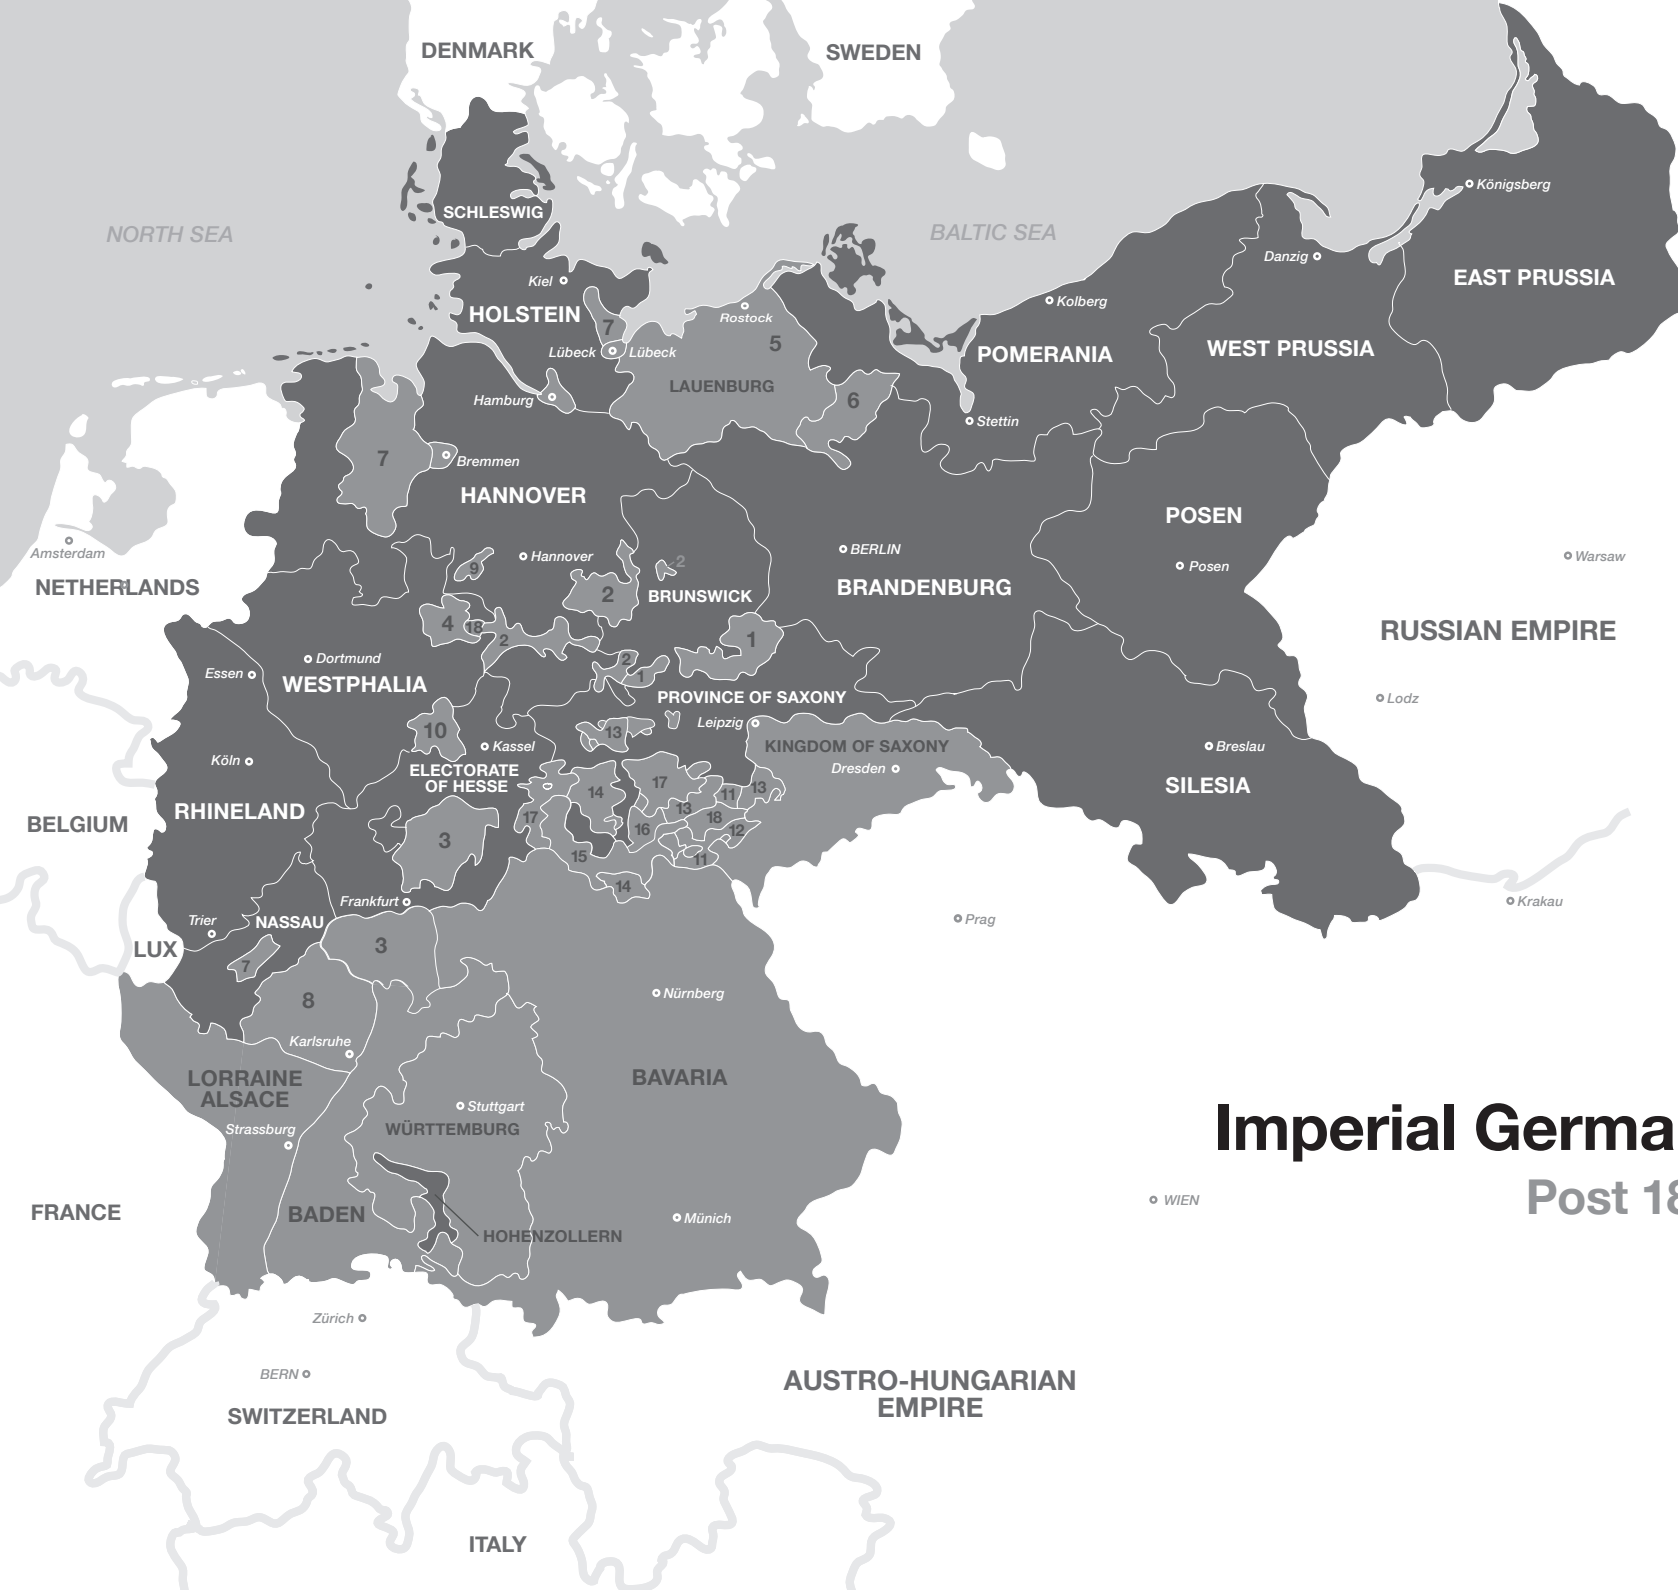 DENMARK
SWEDEN
Königsberg
SCHLESWIG
NORTH SEA
BALTIC SEA
Danzig
EAST PRUSSIA
Kiel
Kolberg
HOLSTEIN
Rostock
7
5
WEST PRUSSIA
Lübeck
Lübeck
POMERANIA
LAUENBURG
Hamburg
6
Stettin
7
Bremmen
HANNOVER
POSEN
Amsterdam
Hannover
BERLIN
Warsaw
9
2
Posen
NETHERLANDS
2
BRUNSWICK
BRANDENBURG
4
18
RUSSIAN EMPIRE
2
1
Dortmund
2
Essen
1
WESTPHALIA
PROVINCE OF SAXONY
Lodz
Leipzig
10
13
Kassel
KINGDOM OF SAXONY
Breslau
Köln
ELECTORATE
OF HESSE
Dresden
SILESIA
17
13
14
11
RHINELAND
13
17
18
BELGIUM
16
12
3
15
11
14
Frankfurt
Krakau
Trier
NASSAU
Prag
LUX
3
7
Nürnberg
8
Karlsruhe
LORRAINE
ALSACE
BAVARIA
Stuttgart
Strassburg
WÜRTTEMBURG
Imperial Germa
Post 18
WIEN
FRANCE
BADEN
Münich
HOHENZOLLERN
Zürich
BERN
AUSTRO-HUNGARIAN
EMPIRE
SWITZERLAND
ITALY